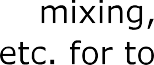 mixing,
etc. for to